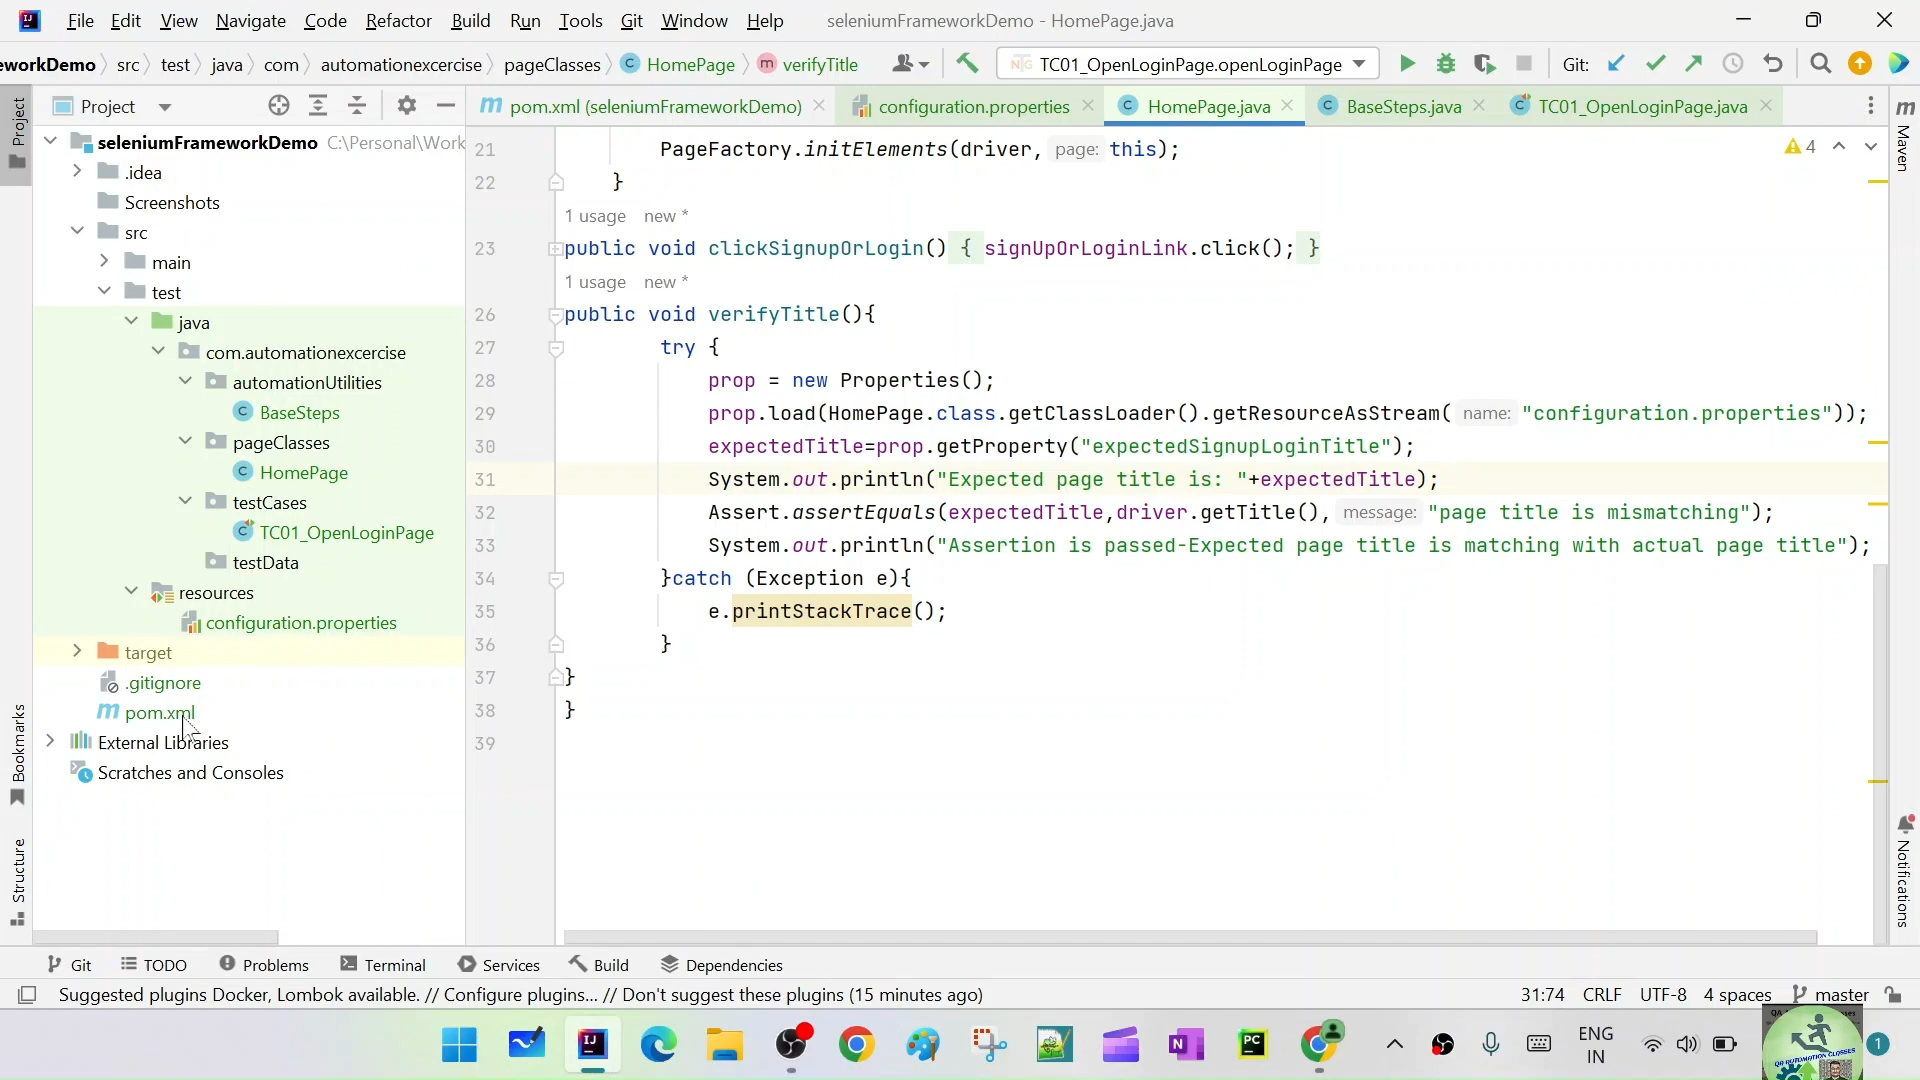 File Edit View Navigate Code Refactor Build Run Tools Git Window Help seleniumFrameworkDemo - HomePage.java
eworkDemo src test java com automationexcercise pageClasses HomePage verifyTitle TC01_OpenLoginPage.openLoginPage Git:
Project
pom.xml (seleniumFrameworkDemo) configuration.properties HomePage.java BaseSteps.java TC01_OpenLoginPage.java
Project
Bookmarks
Structure
seleniumFrameworkDemo C:\Personal\Work
.idea
Screenshots
src
main
test
java
com.automationexcercise
automationUtilities
BaseSteps
pageClasses
HomePage
testCases
TC01_OpenLoginPage
testData
resources
configuration.properties
target
.gitignore
pom.xml
External Libraries
Scratches and Consoles
21 PageFactory.initElements(driver, page: this);
22 }
1 usage new *
23 public void clickSignupOrLogin() { signUpOrLoginLink.click(); }
1 usage new *
26 public void verifyTitle(){
27 try {
28 prop = new Properties();
29 prop.load(HomePage.class.getClassLoader().getResourceAsStream( name: "configuration.properties"));
30 expectedTitle=prop.getProperty("expectedSignupLoginTitle");
31 System.out.println("Expected page title is: "+expectedTitle);
32 Assert.assertEquals(expectedTitle,driver.getTitle(), message: "page title is mismatching");
33 System.out.println("Assertion is passed-Expected page title is matching with actual page title");
34 }catch (Exception e){
35 e.printStackTrace();
36 }
37 }
38 }
39
4
Maven
Notifications
Git TODO Problems Terminal Services Build Dependencies
Suggested plugins Docker, Lombok available. // Configure plugins... // Don't suggest these plugins (15 minutes ago) 31:74 CRLF UTF-8 4 spaces master
ENG
IN
1
QA AUTOMATION CLASSES